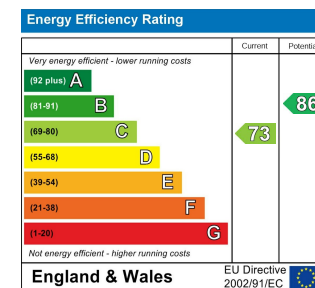 Energy Efficiency Rating
Current Potentia
Very energy efficient - lower running costs
(92 plus) A
(81-91) B 86
(69-80) C 73
(55-68) D
(39-54) E
(21-38) F
(1-20) G
Not energy efficient - higher running costs
England & Wales
EU Directive
2002/91/EC